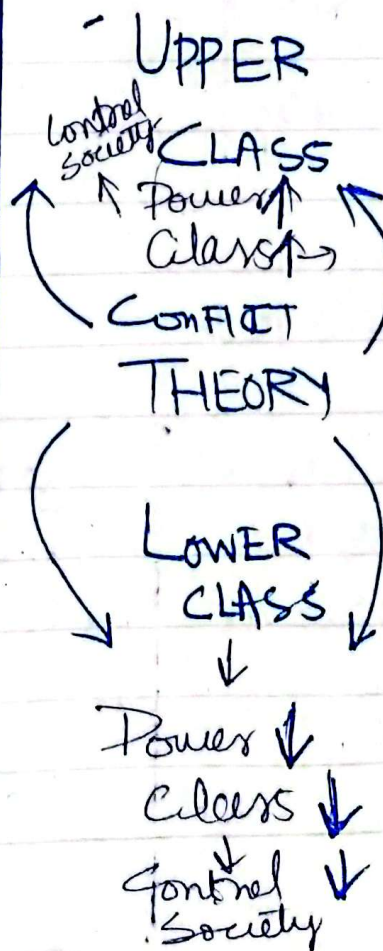 - UPPER
CLASS
Control
Society
Power ↑
Class ↑ →
CONFLICT
THEORY
LOWER
CLASS
↓
Power ↓
Class ↓
↓
Control ↓
Society